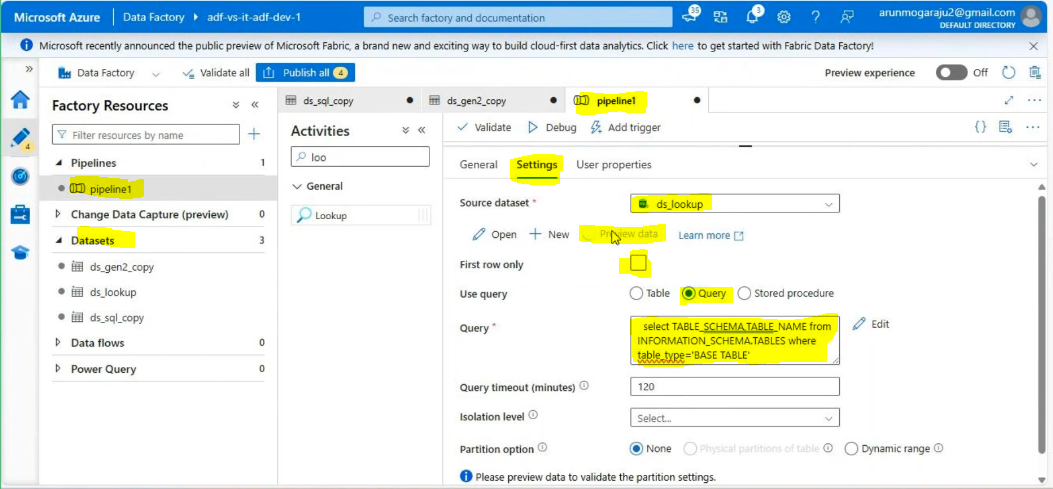 Microsoft Azure Data Factory adf-vs-it-adf-dev-1 Search factory and documentation 35 3 arunmogaraju2@gmail.com
DEFAULT DIRECTORY
Microsoft recently announced the public preview of Microsoft Fabric, a brand new and exciting way to build cloud-first data analytics. Click here to get started with Fabric Data Factory!
Data Factory Validate all Publish all 4 Preview experience Off
Factory Resources
Filter resources by name
Pipelines 1
pipeline1
Change Data Capture (preview) 0
Datasets 3
ds_gen2_copy
ds_lookup
ds_sql_copy
Data flows 0
Power Query 0
4
ds_sql_copy ds_gen2_copy pipeline1
Activities
loo
General
Lookup
Validate Debug Add trigger
General Settings User properties
Source dataset * ds_lookup
Open New Preview data Learn more
First row only
Use query Table Query Stored procedure
Query * select TABLE_SCHEMA,TABLE_NAME from
INFORMATION_SCHEMA.TABLES where
table_type='BASE TABLE'
Edit
Query timeout (minutes) 120
Isolation level Select...
Partition option None Physical partitions of table Dynamic range
Please preview data to validate the partition settings.